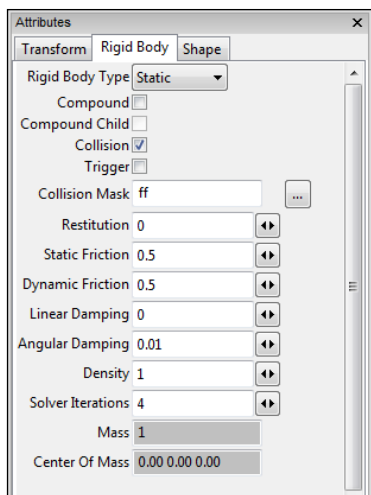 Attributes
Transform Rigid Body Shape
Rigid Body Type Static
Compound
Compound Child
Collision
Trigger
Collision Mask ff ...
Restitution 0
Static Friction 0.5
Dynamic Friction 0.5
Linear Damping 0
Angular Damping 0.01
Density 1
Solver Iterations 4
Mass 1
Center Of Mass 0.00 0.00 0.00